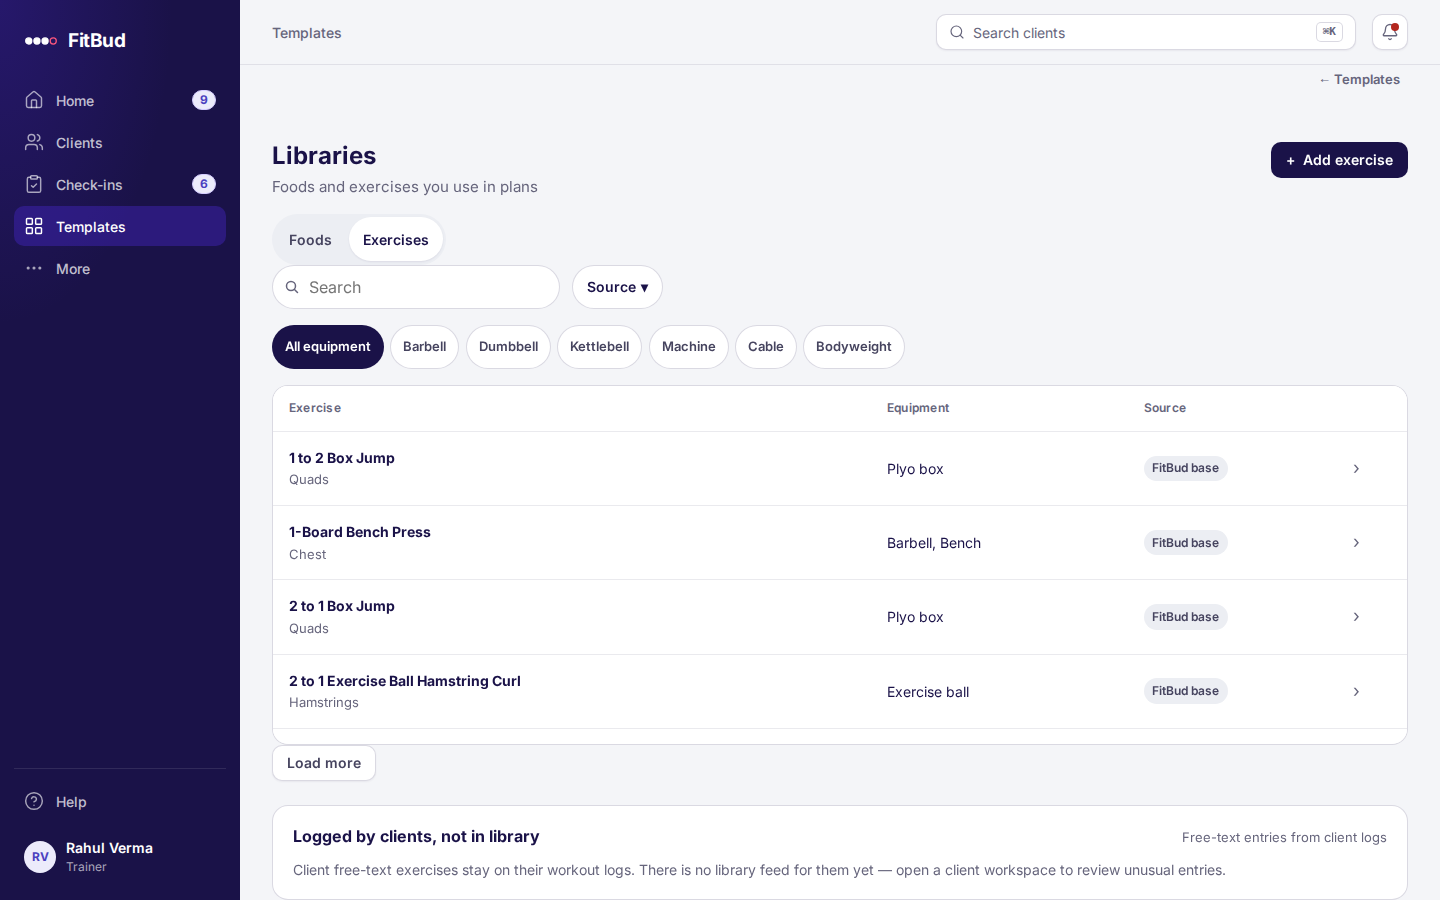 FitBud
Home 9
Clients
Check-ins 6
Templates
More
Help
RV Rahul Verma
Trainer
Templates
Search clients ⌘K
← Templates
Libraries
Foods and exercises you use in plans
+ Add exercise
Foods Exercises
Search Source ▾
All equipment Barbell Dumbbell Kettlebell Machine Cable Bodyweight
Exercise Equipment Source
1 to 2 Box Jump
Quads
Plyo box FitBud base
1-Board Bench Press
Chest
Barbell, Bench FitBud base
2 to 1 Box Jump
Quads
Plyo box FitBud base
2 to 1 Exercise Ball Hamstring Curl
Hamstrings
Exercise ball FitBud base
Load more
Logged by clients, not in library Free-text entries from client logs
Client free-text exercises stay on their workout logs. There is no library feed for them yet — open a client workspace to review unusual entries.